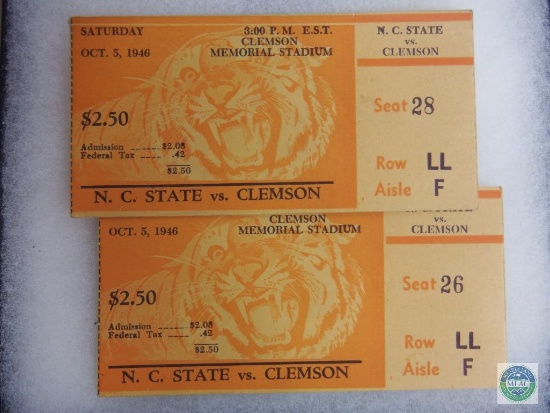 SATURDAY
OCT. 5, 1946
3:00 P. M. E.S.T.
CLEMSON
MEMORIAL STADIUM
$2.50
Admission $2.08
Federal Tax .42
$2.50
N. C. STATE vs. CLEMSON
N. C. STATE
vs.
CLEMSON
Seat 28
Row LL
Aisle F
OCT. 5, 1946
CLEMSON
MEMORIAL STADIUM
$2.50
Admission $2.08
Federal Tax .42
$2.50
N. C. STATE vs. CLEMSON
N. C. STATE
vs.
CLEMSON
Seat 26
Row LL
Aisle F